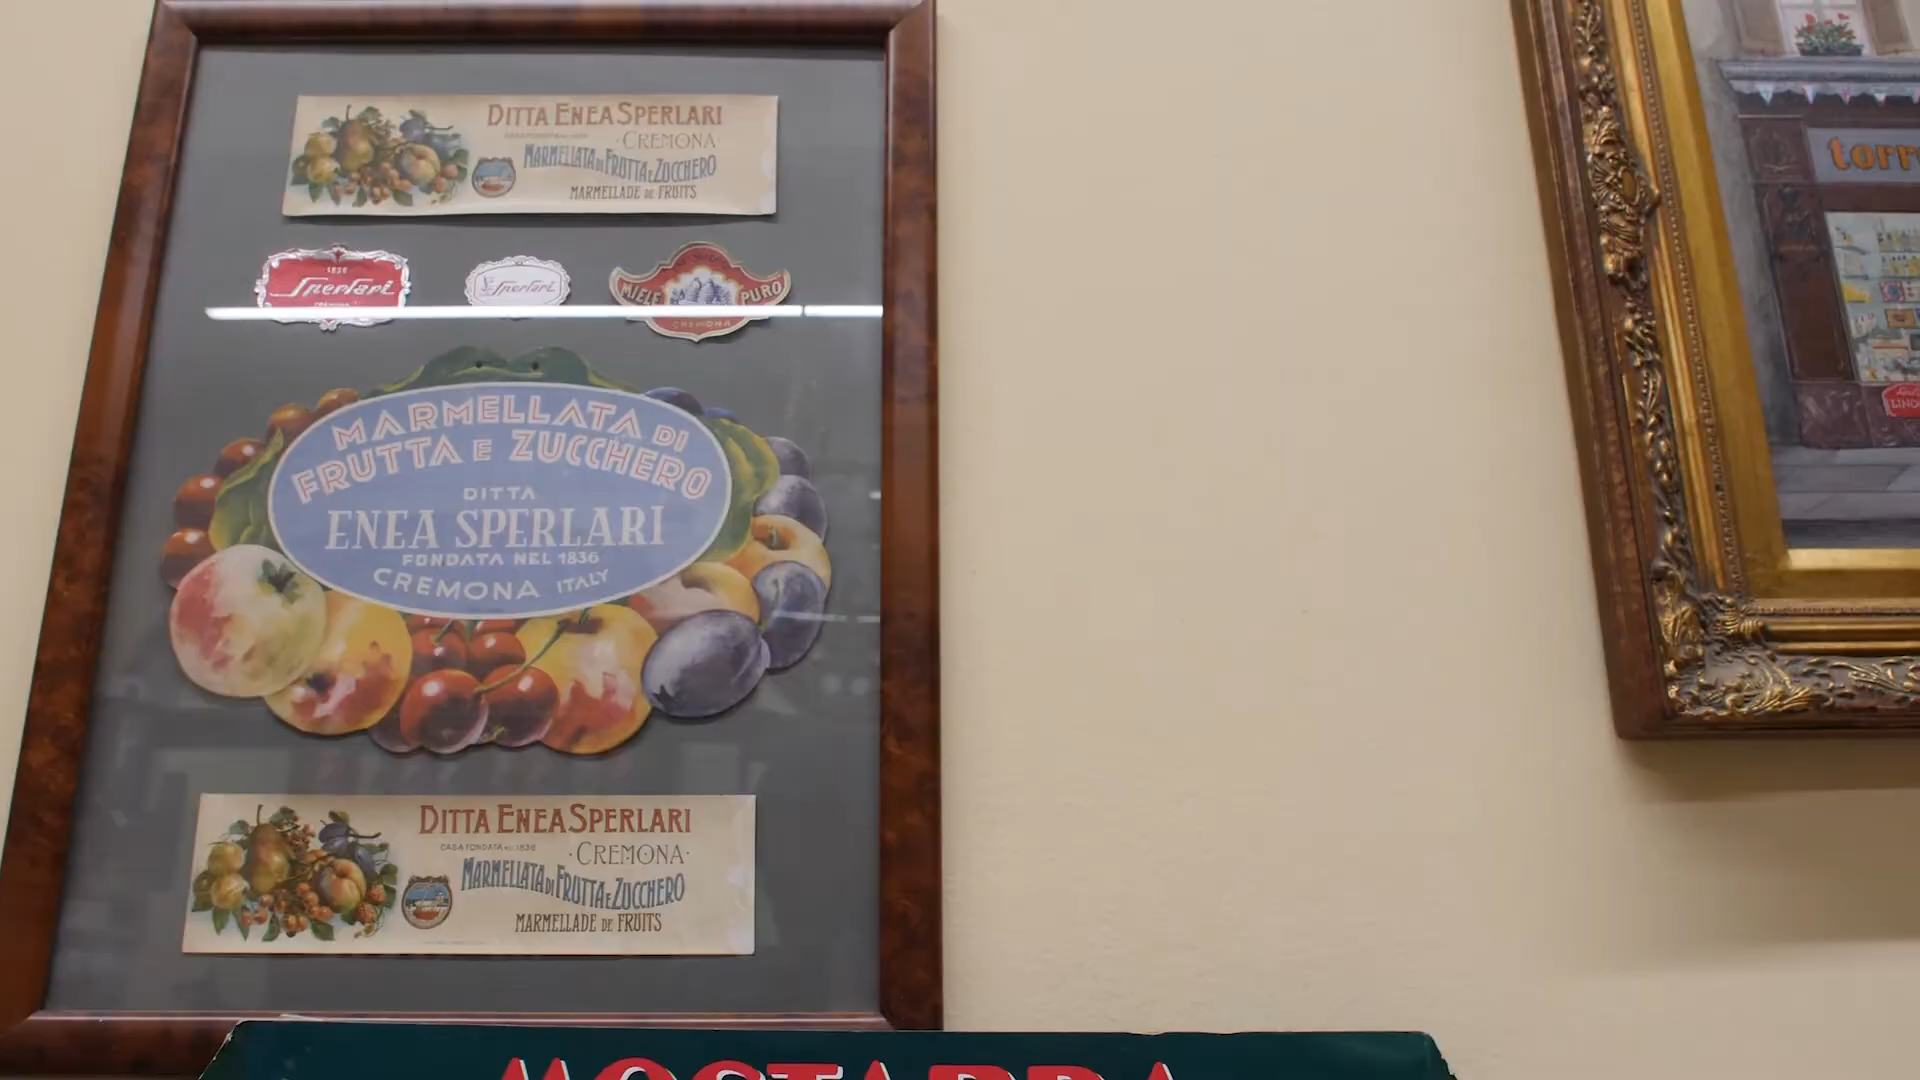 DITTA ENEA SPERLARI
· CREMONA ·
MARMELLATA DI FRUTTA E ZUCCHERO
MARMELLADE DE FRUITS
1836
Sperlari
Sperlari
MIELE PURO
CREMONA
MARMELLATA DI
FRUTTA E ZUCCHERO
DITTA
ENEA SPERLARI
FONDATA NEL 1836
CREMONA ITALY
DITTA ENEA SPERLARI
CASA FONDATA NEL 1836
· CREMONA ·
MARMELLATA DI FRUTTA E ZUCCHERO
MARMELLADE DE FRUITS
MOSTARDA
torr